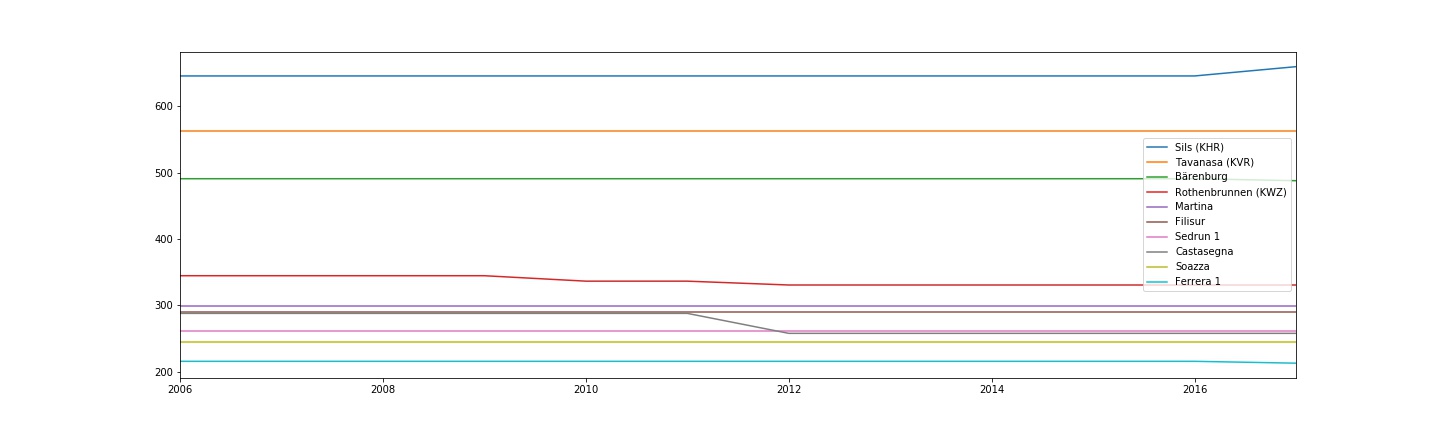 600
500
400
300
200
2006 2008 2010 2012 2014 2016
Sils (KHR)
Tavanasa (KVR)
Bärenburg
Rothenbrunnen (KWZ)
Martina
Filisur
Sedrun 1
Castasegna
Soazza
Ferrera 1